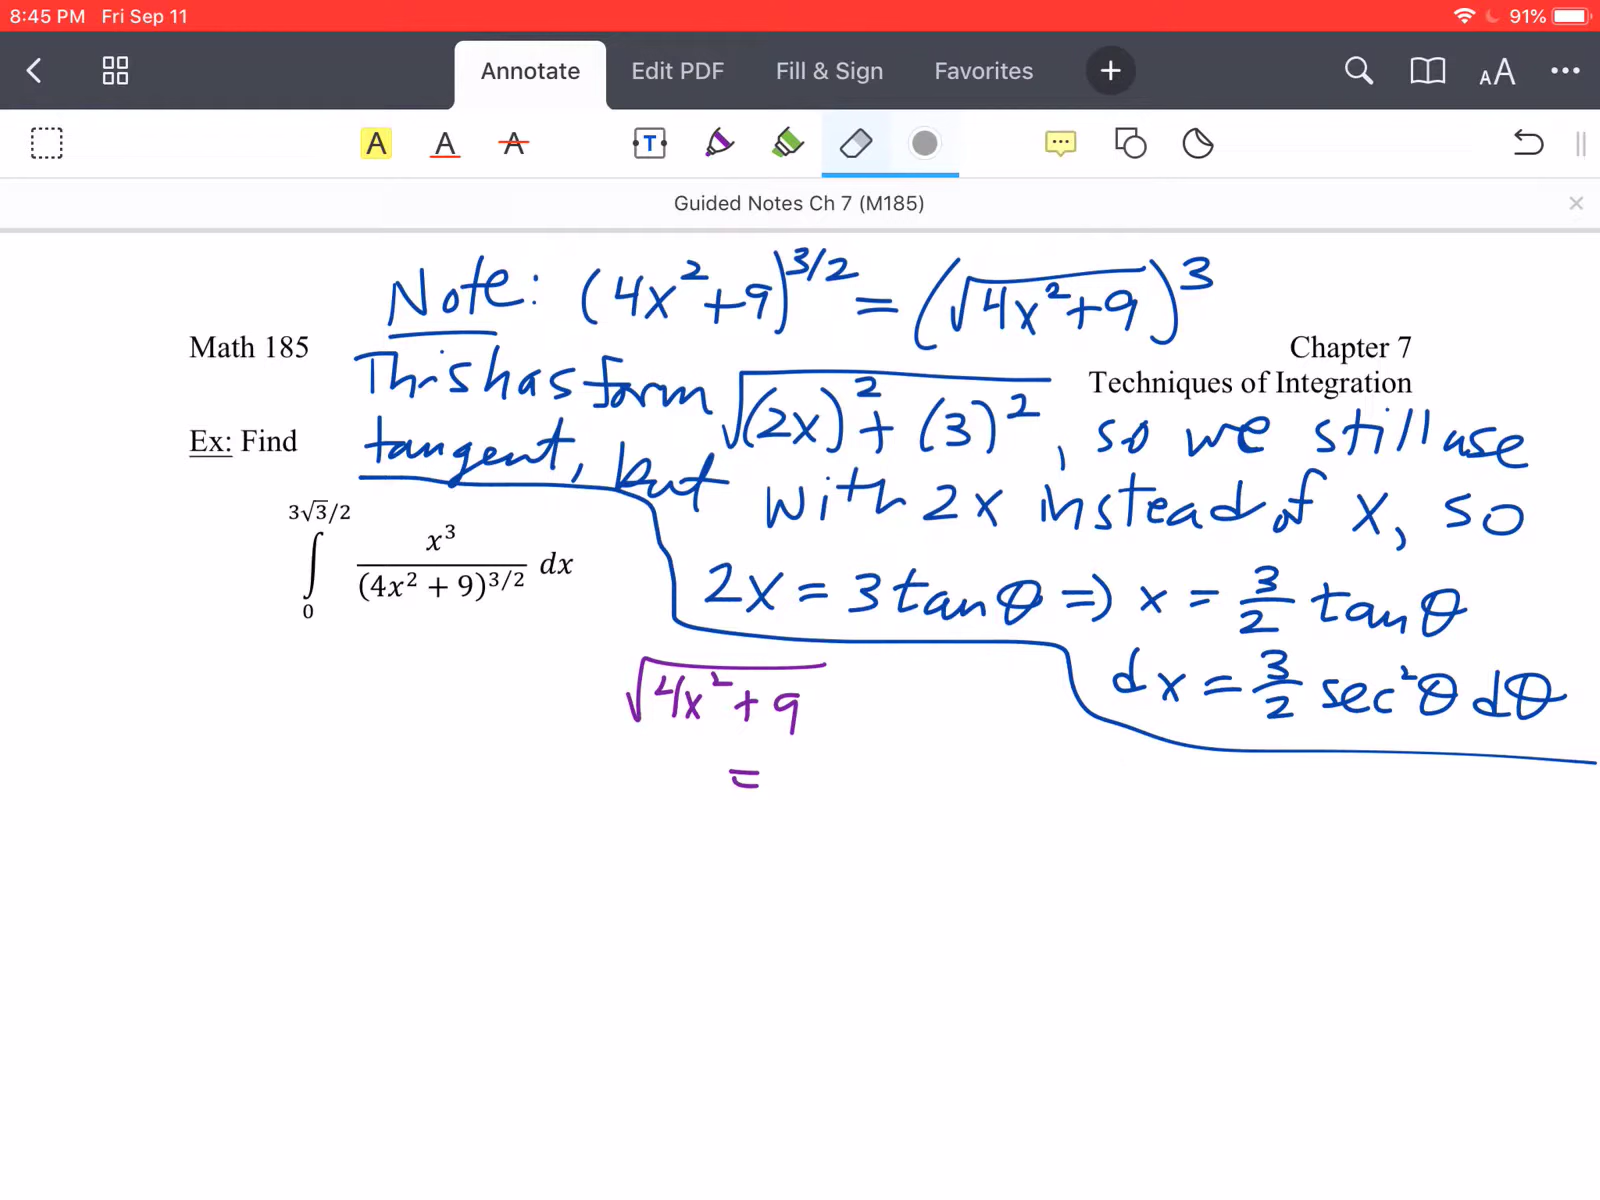 8:45 PM Fri Sep 11 91%
Annotate Edit PDF Fill & Sign Favorites
Guided Notes Ch 7 (M185)
Note: (4x²+9)^3/2 = (√4x²+9)³
Math 185
Chapter 7
Techniques of Integration
This has form √(2x)² + (3)², so we still use
tangent, but with 2x instead of x, so
Ex: Find
∫₀^3√3/2 x³/(4x² + 9)^3/2 dx
2x = 3tanθ ⇒ x = 3/2 tanθ
dx = 3/2 sec²θ dθ
√4x²+9
=